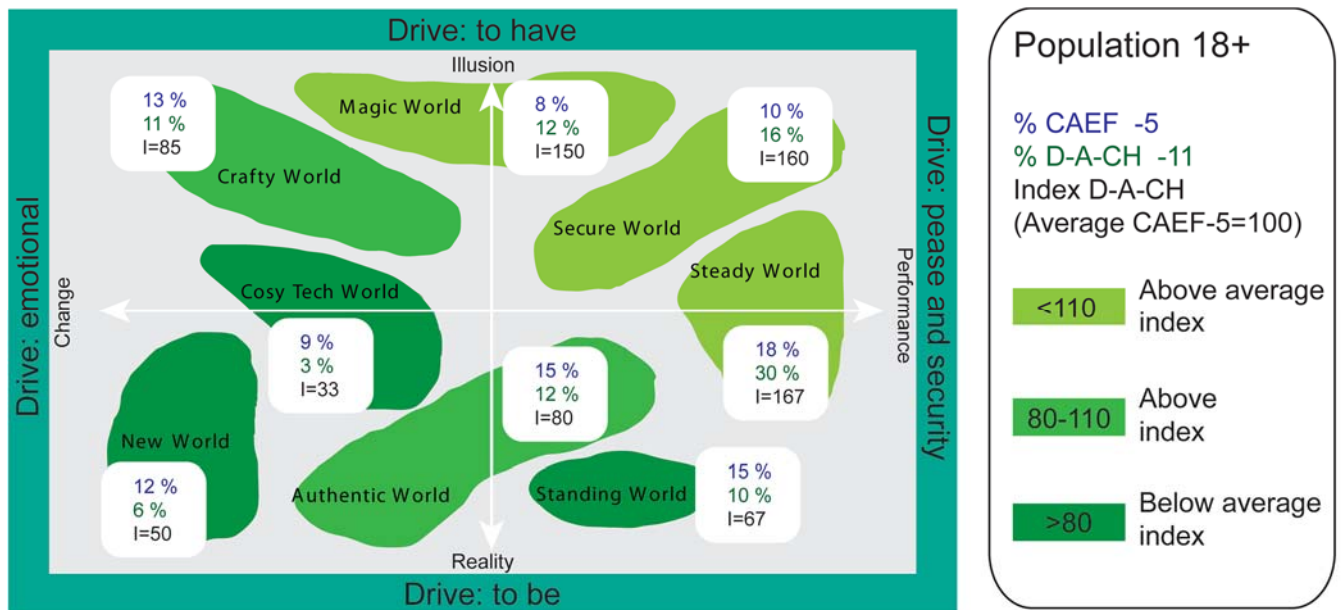 Drive: to have
Illusion
13 %
11 %
I=85
Magic World
8 %
12 %
I=150
10 %
16 %
I=160
Crafty World
Secure World
Steady World
Cosy Tech World
Drive: emotional
Change
Performance
Drive: pease and security
9 %
3 %
I=33
15 %
12 %
I=80
18 %
30 %
I=167
New World
12 %
6 %
I=50
Authentic World
Standing World
15 %
10 %
I=67
Reality
Drive: to be
Population 18+
% CAEF -5
% D-A-CH -11
Index D-A-CH
(Average CAEF-5=100)
<110
Above average
index
80-110
Above
index
>80
Below average
index